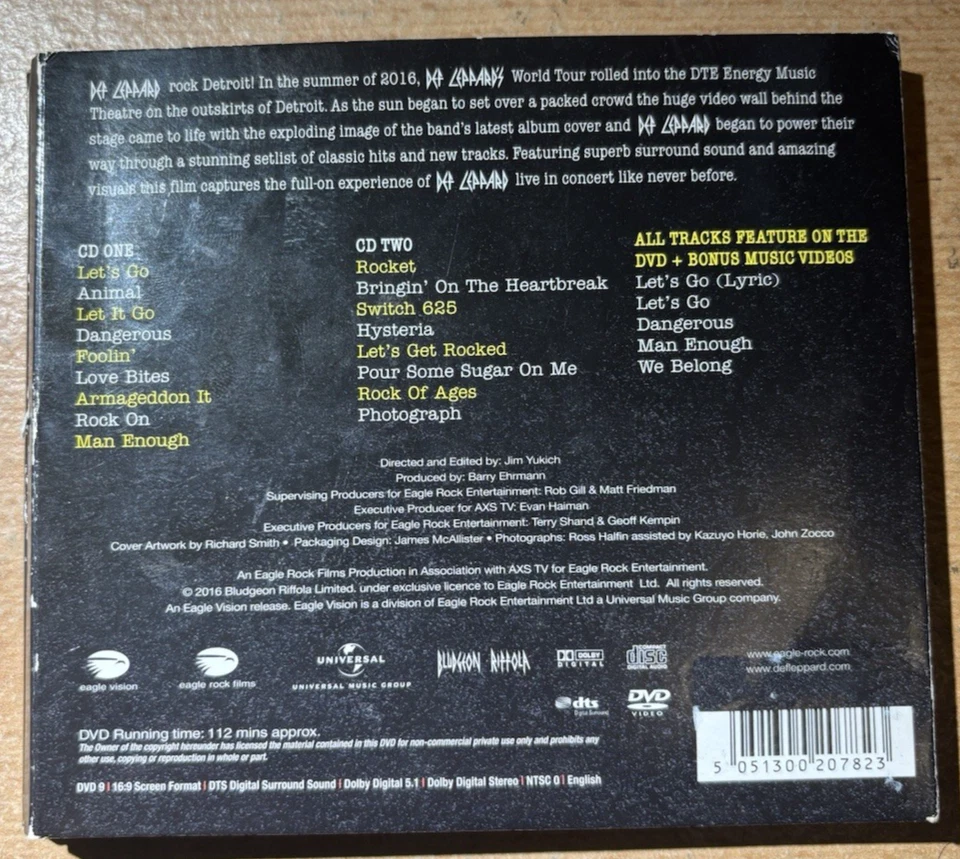 DEF LEPPARD rock Detroit! In the summer of 2016, DEF LEPPARD'S World Tour rolled into the DTE Energy Music
Theatre on the outskirts of Detroit. As the sun began to set over a packed crowd the huge video wall behind the
stage came to life with the exploding image of the band's latest album cover and DEF LEPPARD began to power their
way through a stunning setlist of classic hits and new tracks. Featuring superb surround sound and amazing
visuals this film captures the full-on experience of DEF LEPPARD live in concert like never before.
CD ONE
Let's Go
Animal
Let It Go
Dangerous
Foolin'
Love Bites
Armageddon It
Rock On
Man Enough
CD TWO
Rocket
Bringin' On The Heartbreak
Switch 625
Hysteria
Let's Get Rocked
Pour Some Sugar On Me
Rock Of Ages
Photograph
ALL TRACKS FEATURE ON THE
DVD + BONUS MUSIC VIDEOS
Let's Go (Lyric)
Let's Go
Dangerous
Man Enough
We Belong
Directed and Edited by: Jim Yukich
Produced by: Barry Ehrmann
Supervising Producers for Eagle Rock Entertainment: Rob Gill & Matt Friedman
Executive Producer for AXS TV: Evan Haiman
Executive Producers for Eagle Rock Entertainment: Terry Shand & Geoff Kempin
Cover Artwork by Richard Smith • Packaging Design: James McAllister • Photographs: Ross Halfin assisted by Kazuyo Horie, John Zocco
An Eagle Rock Films Production in Association with AXS TV for Eagle Rock Entertainment.
© 2016 Bludgeon Riffola Limited. under exclusive licence to Eagle Rock Entertainment Ltd. All rights reserved.
An Eagle Vision release. Eagle Vision is a division of Eagle Rock Entertainment Ltd a Universal Music Group company.
eagle vision
eagle rock films
UNIVERSAL
UNIVERSAL MUSIC GROUP
BLUDGEON RIFFOLA
DOLBY
DIGITAL
COMPACT
disc
DIGITAL AUDIO
dts
Digital Surround
DVD
VIDEO
www.eagle-rock.com
www.defleppard.com
5 051300 207823
DVD Running time: 112 mins approx.
The Owner of the copyright hereunder has licensed the material contained in this DVD for non-commercial private use only and prohibits any
other use, copying or reproduction in whole or part.
DVD 9 | 16:9 Screen Format | DTS Digital Surround Sound | Dolby Digital 5.1 | Dolby Digital Stereo | NTSC 0 | English